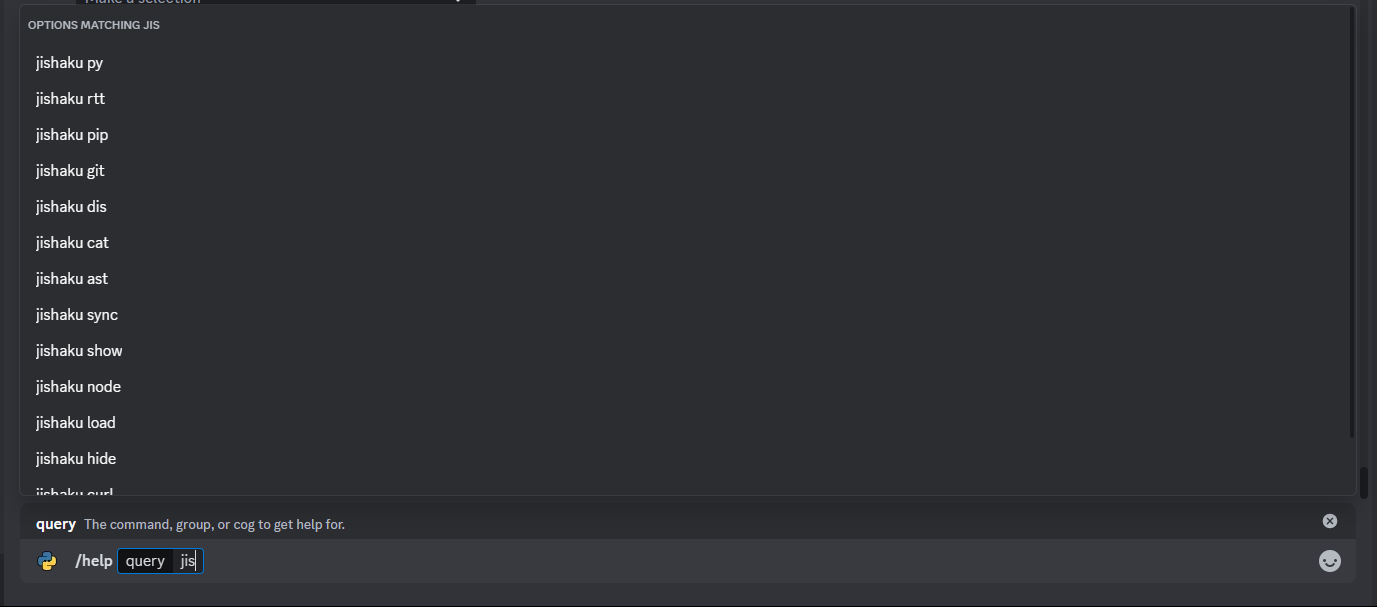 Make a selection
OPTIONS MATCHING JIS
jishaku py
jishaku rtt
jishaku pip
jishaku git
jishaku dis
jishaku cat
jishaku ast
jishaku sync
jishaku show
jishaku node
jishaku load
jishaku hide
jishaku curl
query The command, group, or cog to get help for.
/help query jis